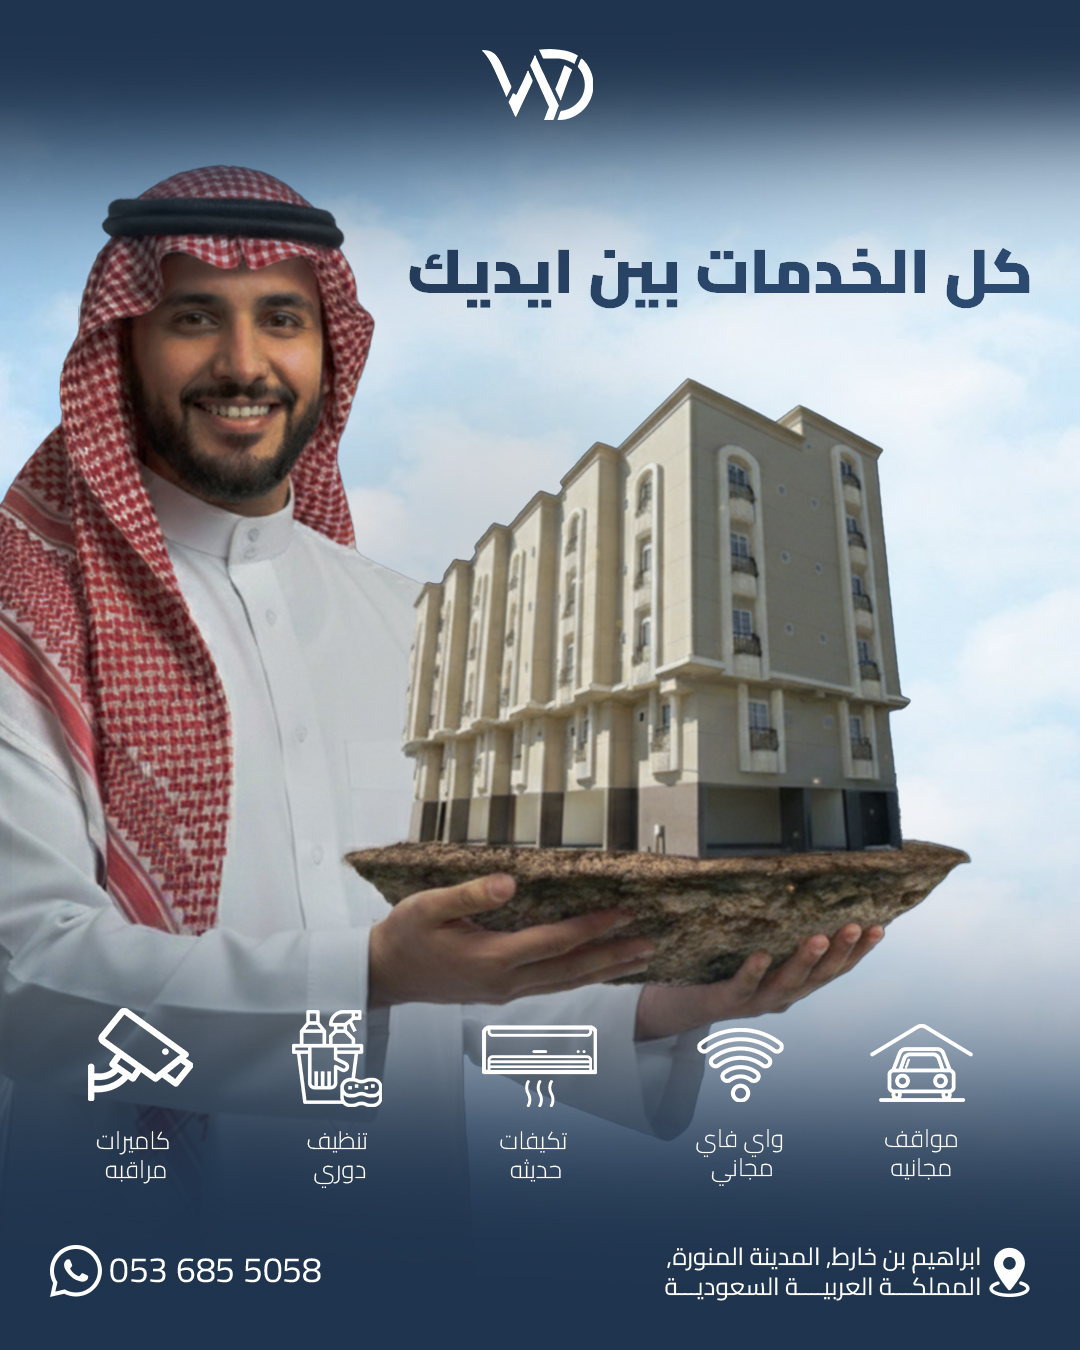 WD
كل الخدمات بين ايديك
مواقف
مجانيه
واي فاي
مجاني
تكيفات
حديثه
تنظيف
دوري
كاميرات
مراقبه
ابراهيم بن خارط, المدينة المنورة,
المملكـــة العربيـــة السعوديـــة
053 685 5058